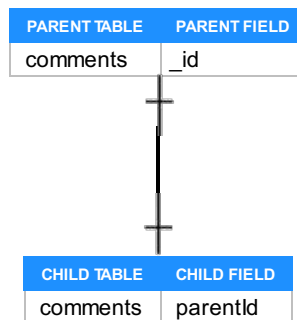 PARENT TABLE PARENT FIELD
comments _id
CHILD TABLE CHILD FIELD
comments parentId